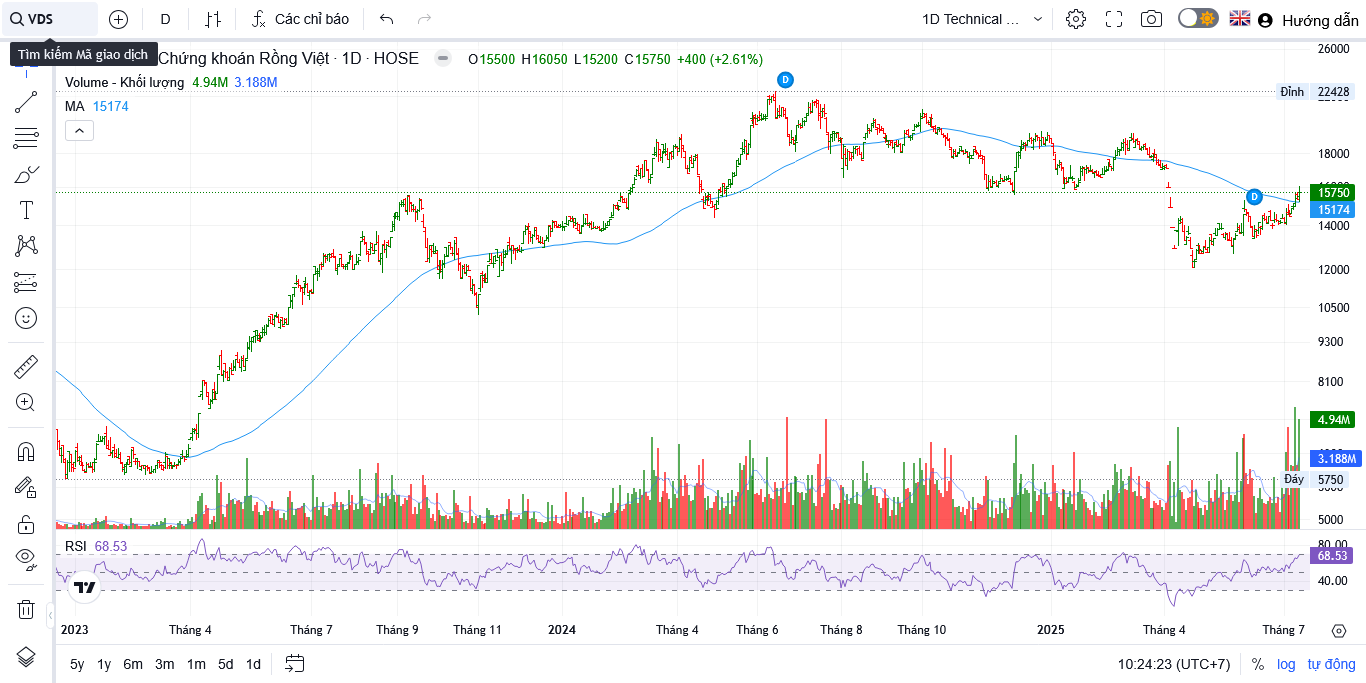 VDS
D
Các chỉ báo
1D Technical ...
Hướng dẫn
Tìm kiếm Mã giao dịch
Chứng khoán Rồng Việt · 1D · HOSE
O15500 H16050 L15200 C15750 +400 (+2.61%)
Volume - Khối lượng 4.94M 3.188M
MA 15174
D
D
26000
Đỉnh 22428
18000
15750
15174
14000
12000
10500
9300
8100
4.94M
3.188M
Đáy 5750
5000
RSI 68.53
80.00
68.53
40.00
2023 Tháng 4 Tháng 7 Tháng 9 Tháng 11 2024 Tháng 4 Tháng 6 Tháng 8 Tháng 10 2025 Tháng 4 Tháng 7
5y 1y 6m 3m 1m 5d 1d
10:24:23 (UTC+7) % log tự động